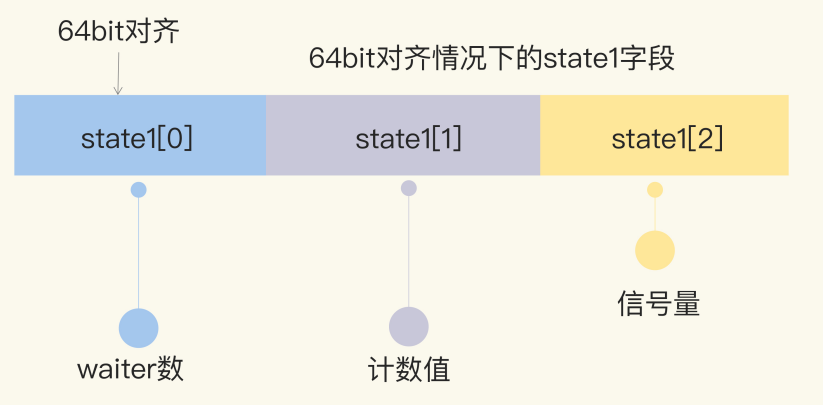 64bit对齐
64bit对齐情况下的state1字段
state1[0]
state1[1]
state1[2]
信号量
waiter数
计数值